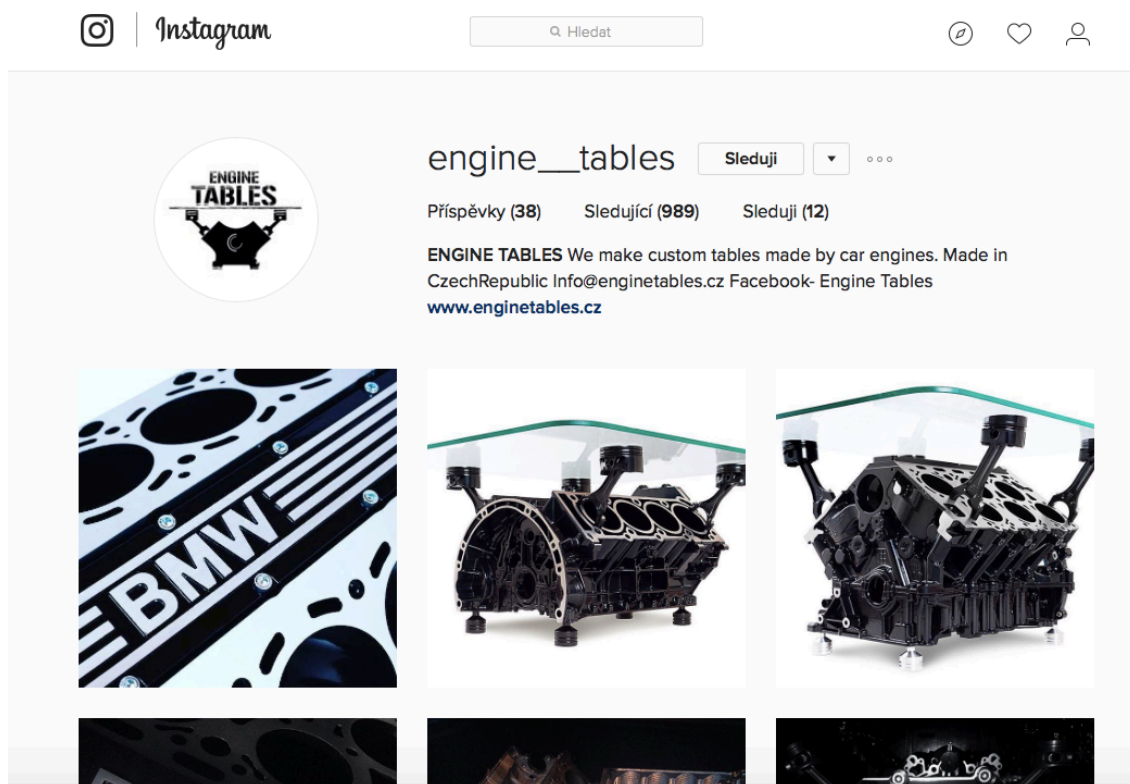 Instagram
Hledat
ENGINE
TABLES
engine__tables
Sleduji
Příspěvky (38) Sledující (989) Sleduji (12)
ENGINE TABLES We make custom tables made by car engines. Made in
CzechRepublic Info@enginetables.cz Facebook- Engine Tables
www.enginetables.cz
BMW